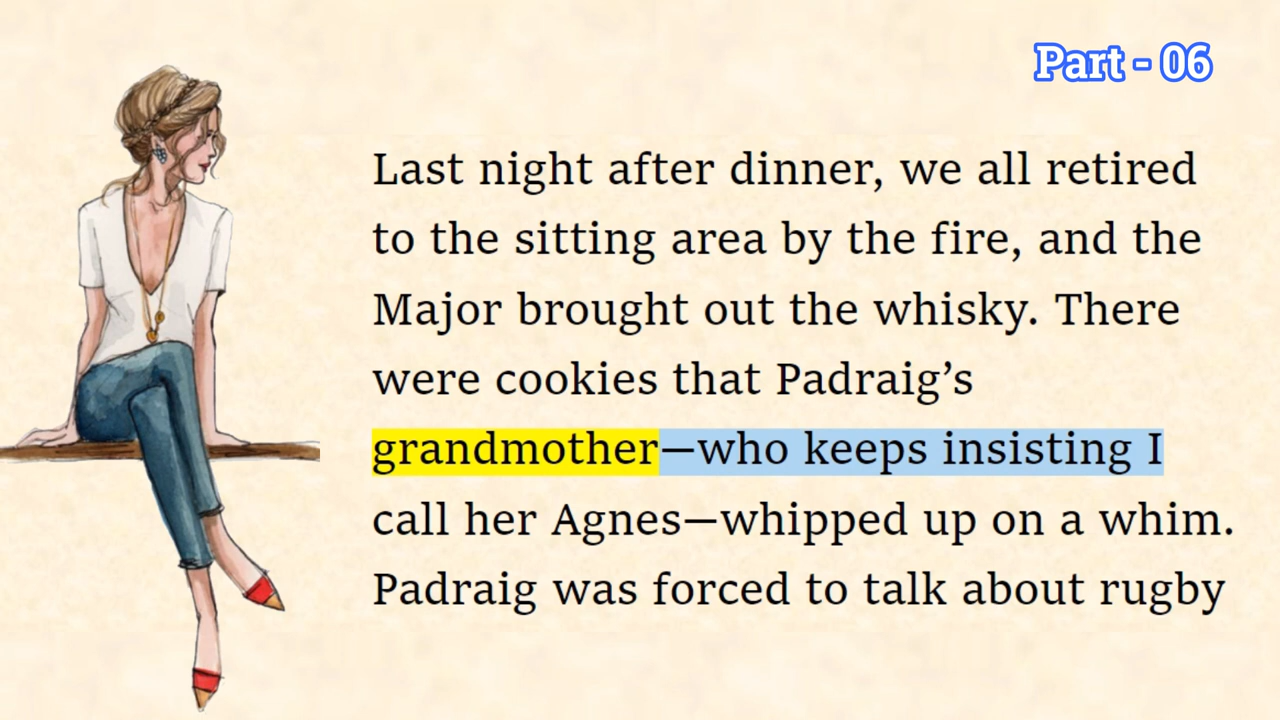 Part - 06
Last night after dinner, we all retired
to the sitting area by the fire, and the
Major brought out the whisky. There
were cookies that Padraig’s
grandmother—who keeps insisting I
call her Agnes—whipped up on a whim.
Padraig was forced to talk about rugby